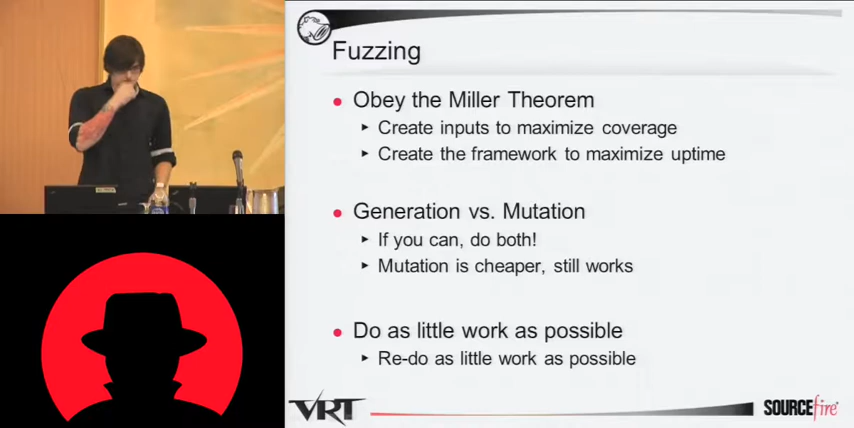 Fuzzing
Obey the Miller Theorem
Create inputs to maximize coverage
Create the framework to maximize uptime
Generation vs. Mutation
If you can, do both!
Mutation is cheaper, still works
Do as little work as possible
Re-do as little work as possible
VRT
SOURCEfire